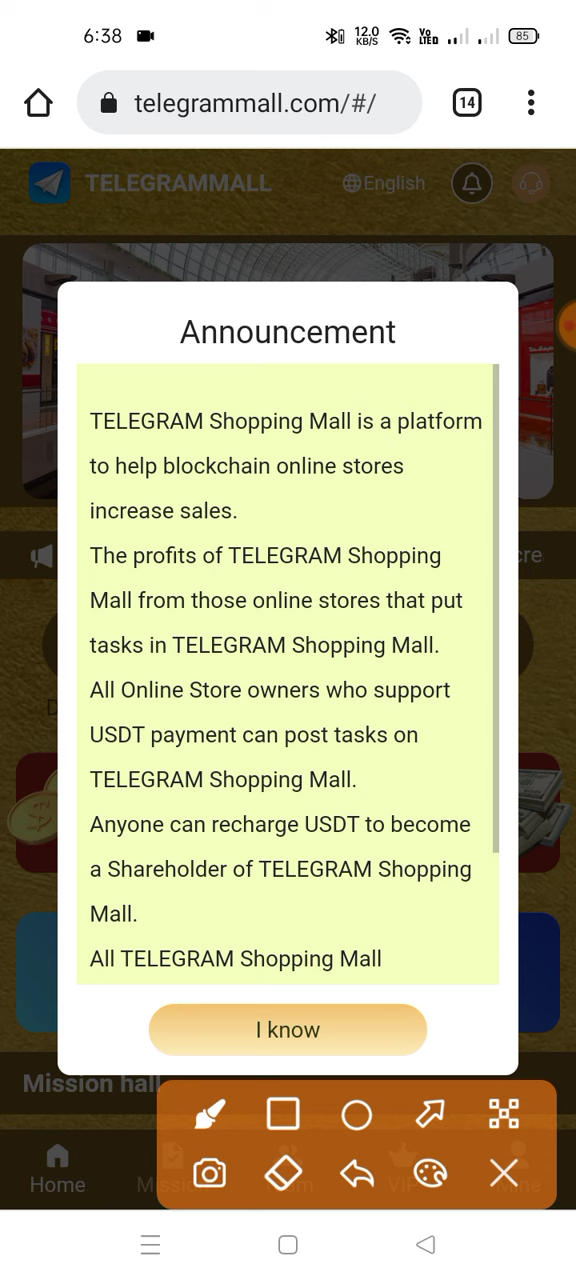 6:38
12.0
KB/S
VoLTED
85
telegrammall.com/#/
14
TELEGRAMMALL
English
Announcement
TELEGRAM Shopping Mall is a platform
to help blockchain online stores
increase sales.
The profits of TELEGRAM Shopping
Mall from those online stores that put
tasks in TELEGRAM Shopping Mall.
All Online Store owners who support
USDT payment can post tasks on
TELEGRAM Shopping Mall.
Anyone can recharge USDT to become
a Shareholder of TELEGRAM Shopping
Mall.
All TELEGRAM Shopping Mall
I know
Mission hall
Home